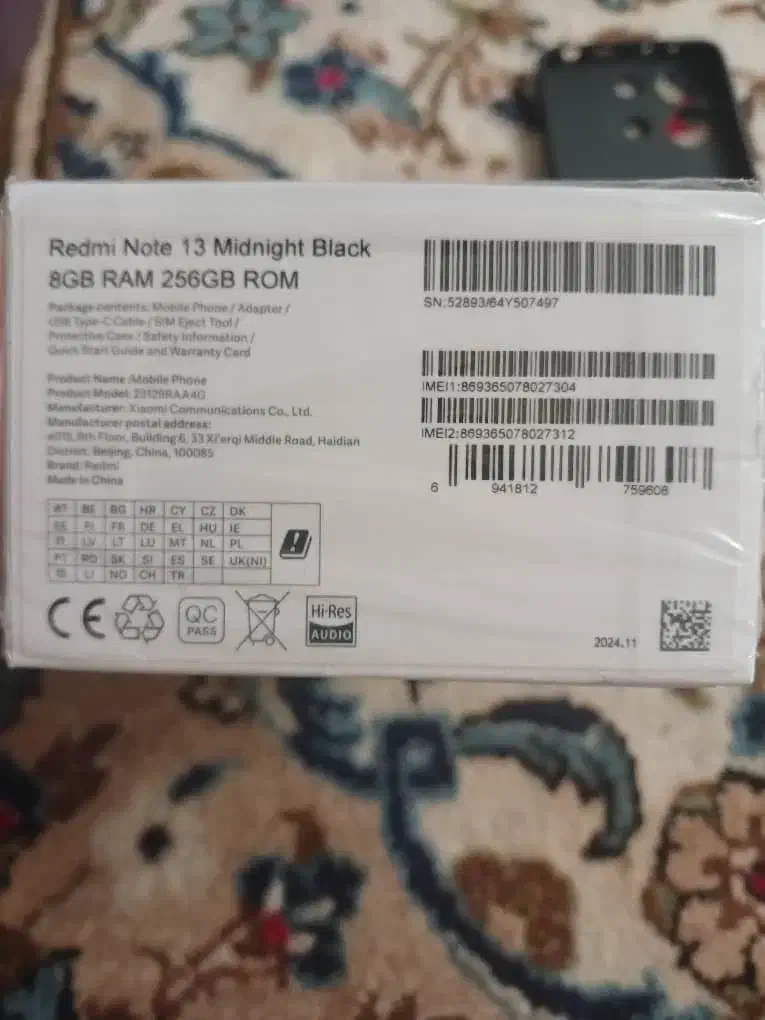 Redmi Note 13 Midnight Black
8GB RAM 256GB ROM
Package contents: Mobile Phone / Adapter /
USB Type-C Cable / SIM Eject Tool /
Protective Case / Safety Information /
Quick Start Guide and Warranty Card
Product Name :Mobile Phone
Product Model: 23129RAA4G
Manufacturer: Xiaomi Communications Co., Ltd.
Manufacturer postal address:
#019, 9th Floor, Building 6, 33 Xi'erqi Middle Road, Haidian
District, Beijing, China, 100085
Brand: Redmi
Made in China
AT BE BG HR CY CZ DK
EE FI FR DE EL HU IE
IT LV LT LU MT NL PL
PT RO SK SI ES SE UK(NI)
IS LI NO CH TR
CE
QC
PASS
Hi-Res
AUDIO
SN:52893/64Y507497
IMEI1:869365078027304
IMEI2:869365078027312
6 941812 759608
2024.11